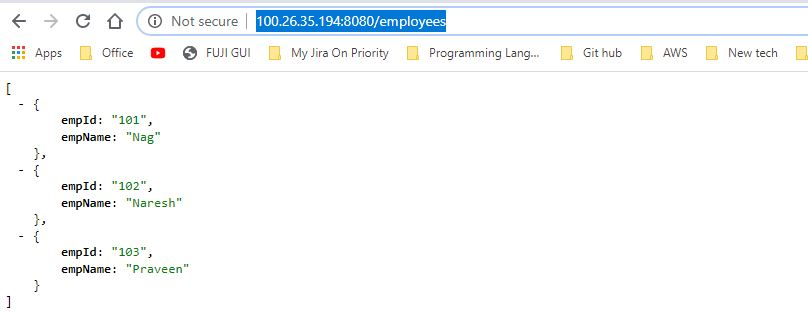 Not secure 100.26.35.194:8080/employees
Apps Office FUJI GUI My Jira On Priority Programming Lang... Git hub AWS New tech
[
- {
empId: "101",
empName: "Nag"
},
- {
empId: "102",
empName: "Naresh"
},
- {
empId: "103",
empName: "Praveen"
}
]